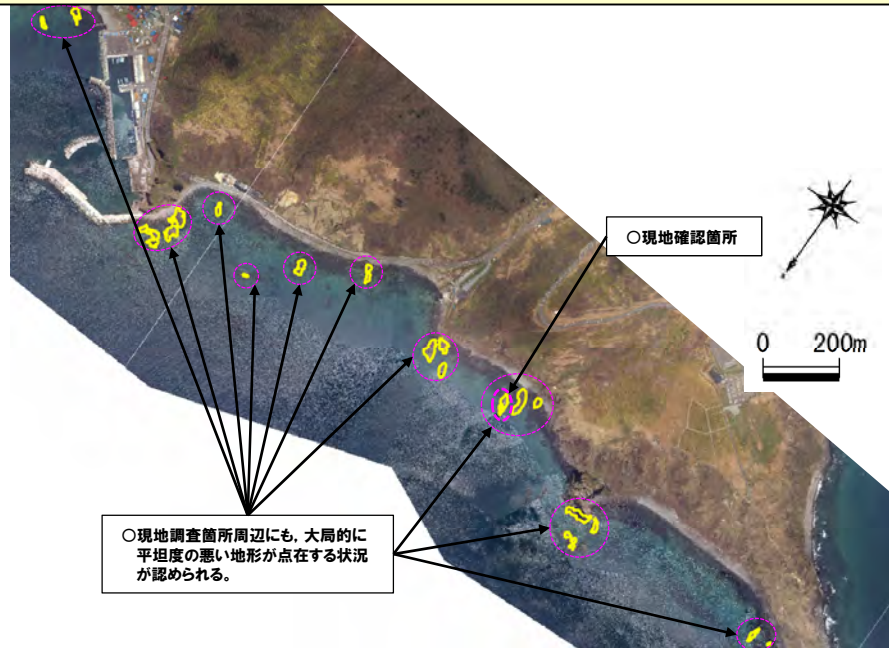 ○現地確認箇所
0 200m
○現地調査箇所周辺にも，大局的に
平坦度の悪い地形が点在する状況
が認められる。